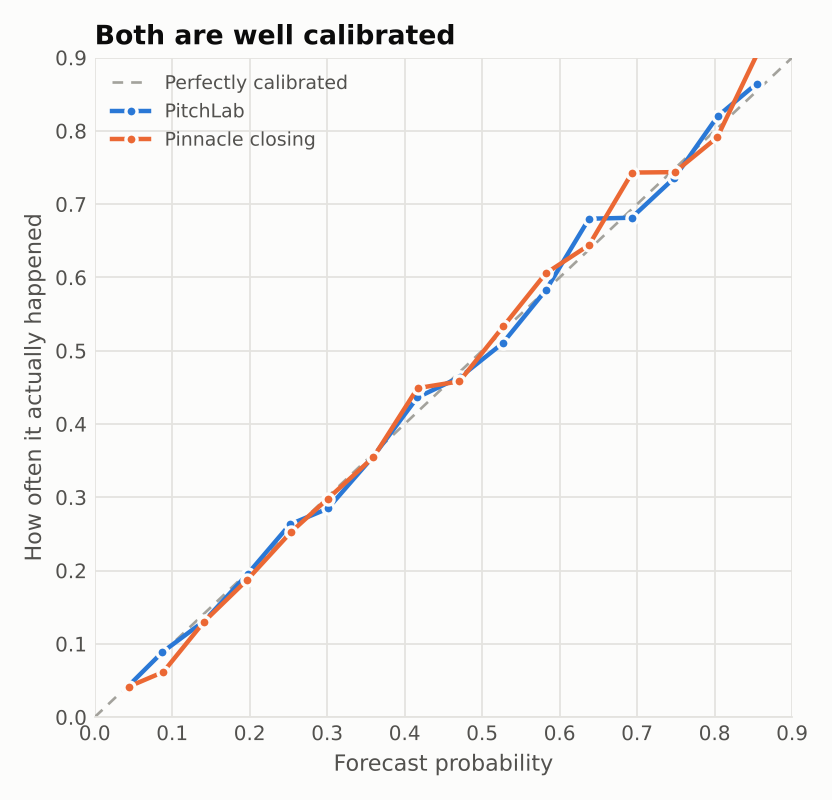 Both are well calibrated
0.9
0.8
0.7
0.6
0.5
0.4
0.3
0.2
0.1
0.0
How often it actually happened
Perfectly calibrated
PitchLab
Pinnacle closing
0.0 0.1 0.2 0.3 0.4 0.5 0.6 0.7 0.8 0.9
Forecast probability